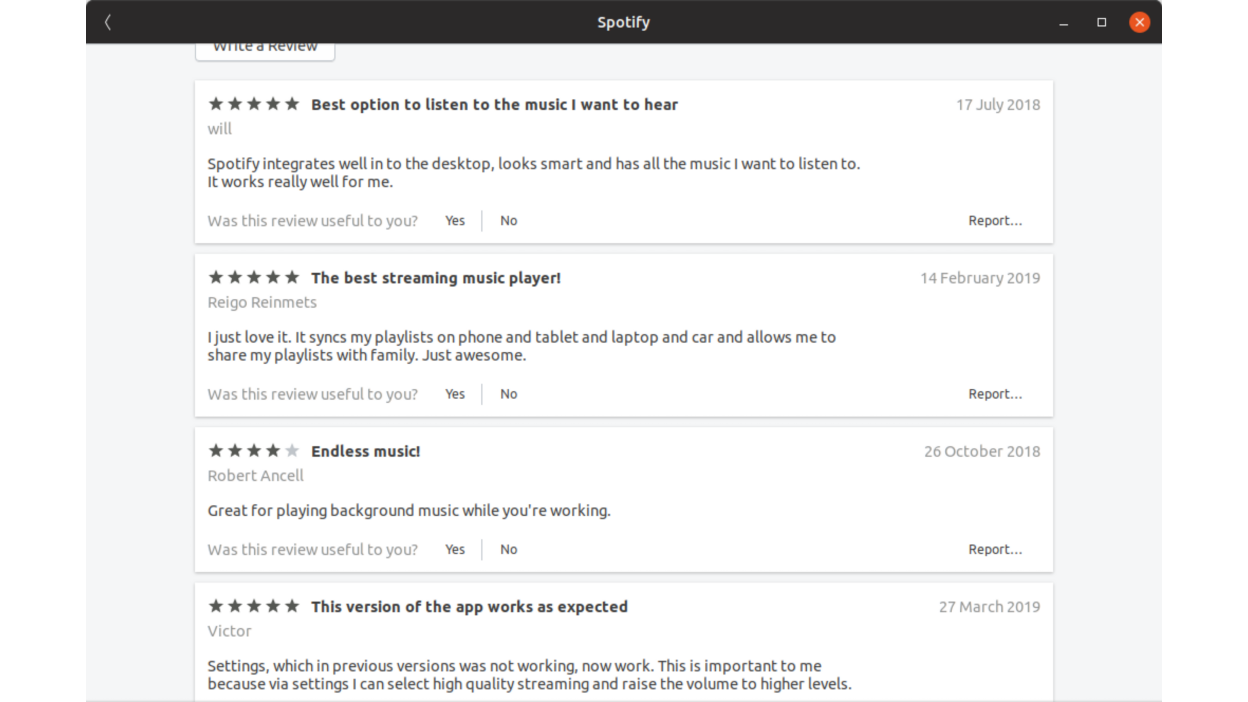 Spotify
Write a Review
Best option to listen to the music I want to hear 17 July 2018
will
Spotify integrates well in to the desktop, looks smart and has all the music I want to listen to.
It works really well for me.
Was this review useful to you? Yes No Report...
The best streaming music player! 14 February 2019
Reigo Reinmets
I just love it. It syncs my playlists on phone and tablet and laptop and car and allows me to
share my playlists with family. Just awesome.
Was this review useful to you? Yes No Report...
Endless music! 26 October 2018
Robert Ancell
Great for playing background music while you're working.
Was this review useful to you? Yes No Report...
This version of the app works as expected 27 March 2019
Victor
Settings, which in previous versions was not working, now work. This is important to me
because via settings I can select high quality streaming and raise the volume to higher levels.